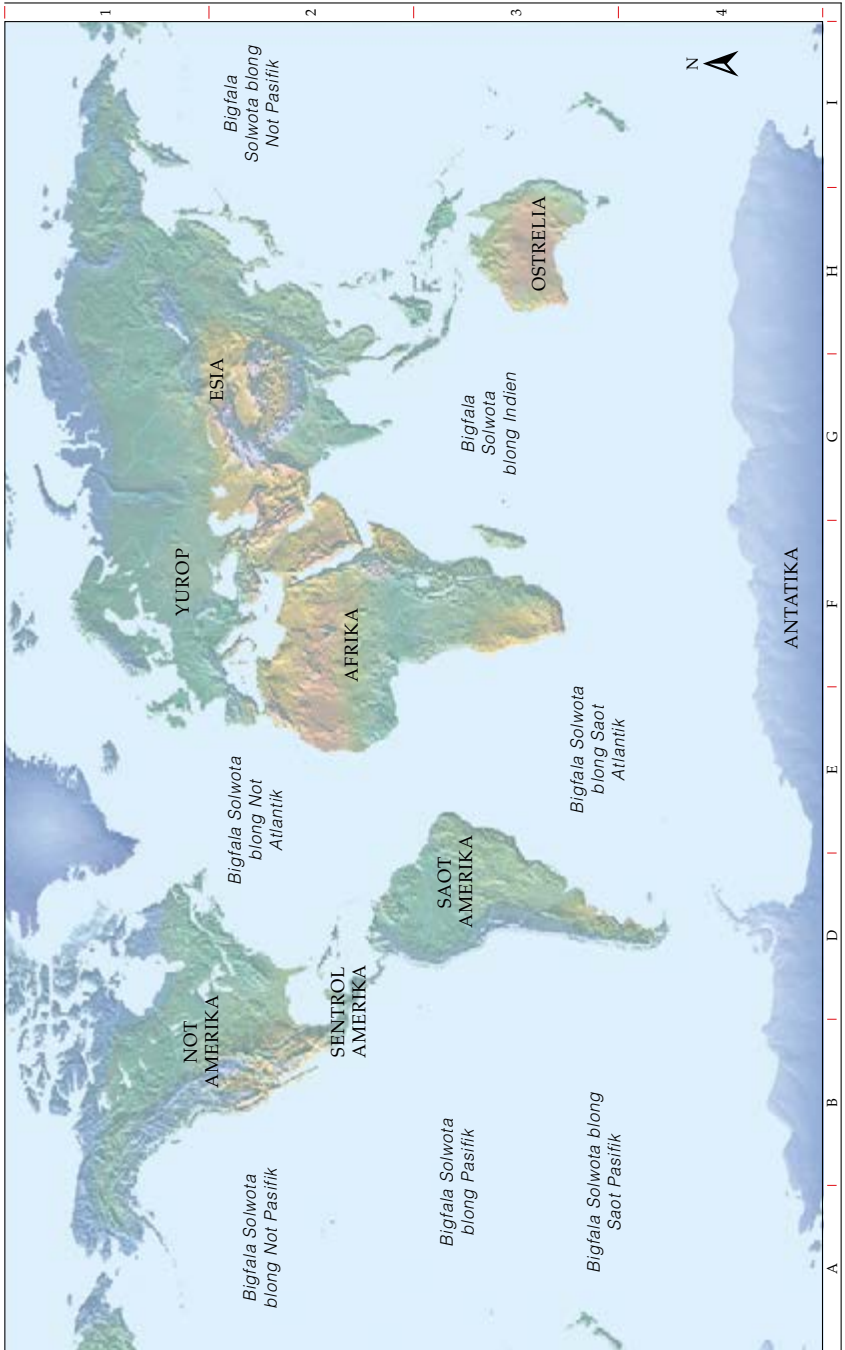 1
2
3
4
A
B
D
E
F
G
H
I
N
NOT
AMERIKA
SENTROL
AMERIKA
SAOT
AMERIKA
YUROP
AFRIKA
ESIA
OSTRELIA
ANTATIKA
Bigfala Solwota
blong Not Pasifik
Bigfala Solwota
blong Pasifik
Bigfala Solwota blong
Saot Pasifik
Bigfala Solwota
blong Not
Atlantik
Bigfala Solwota
blong Saot
Atlantik
Bigfala
Solwota
blong Indien
Bigfala
Solwota blong
Not Pasifik